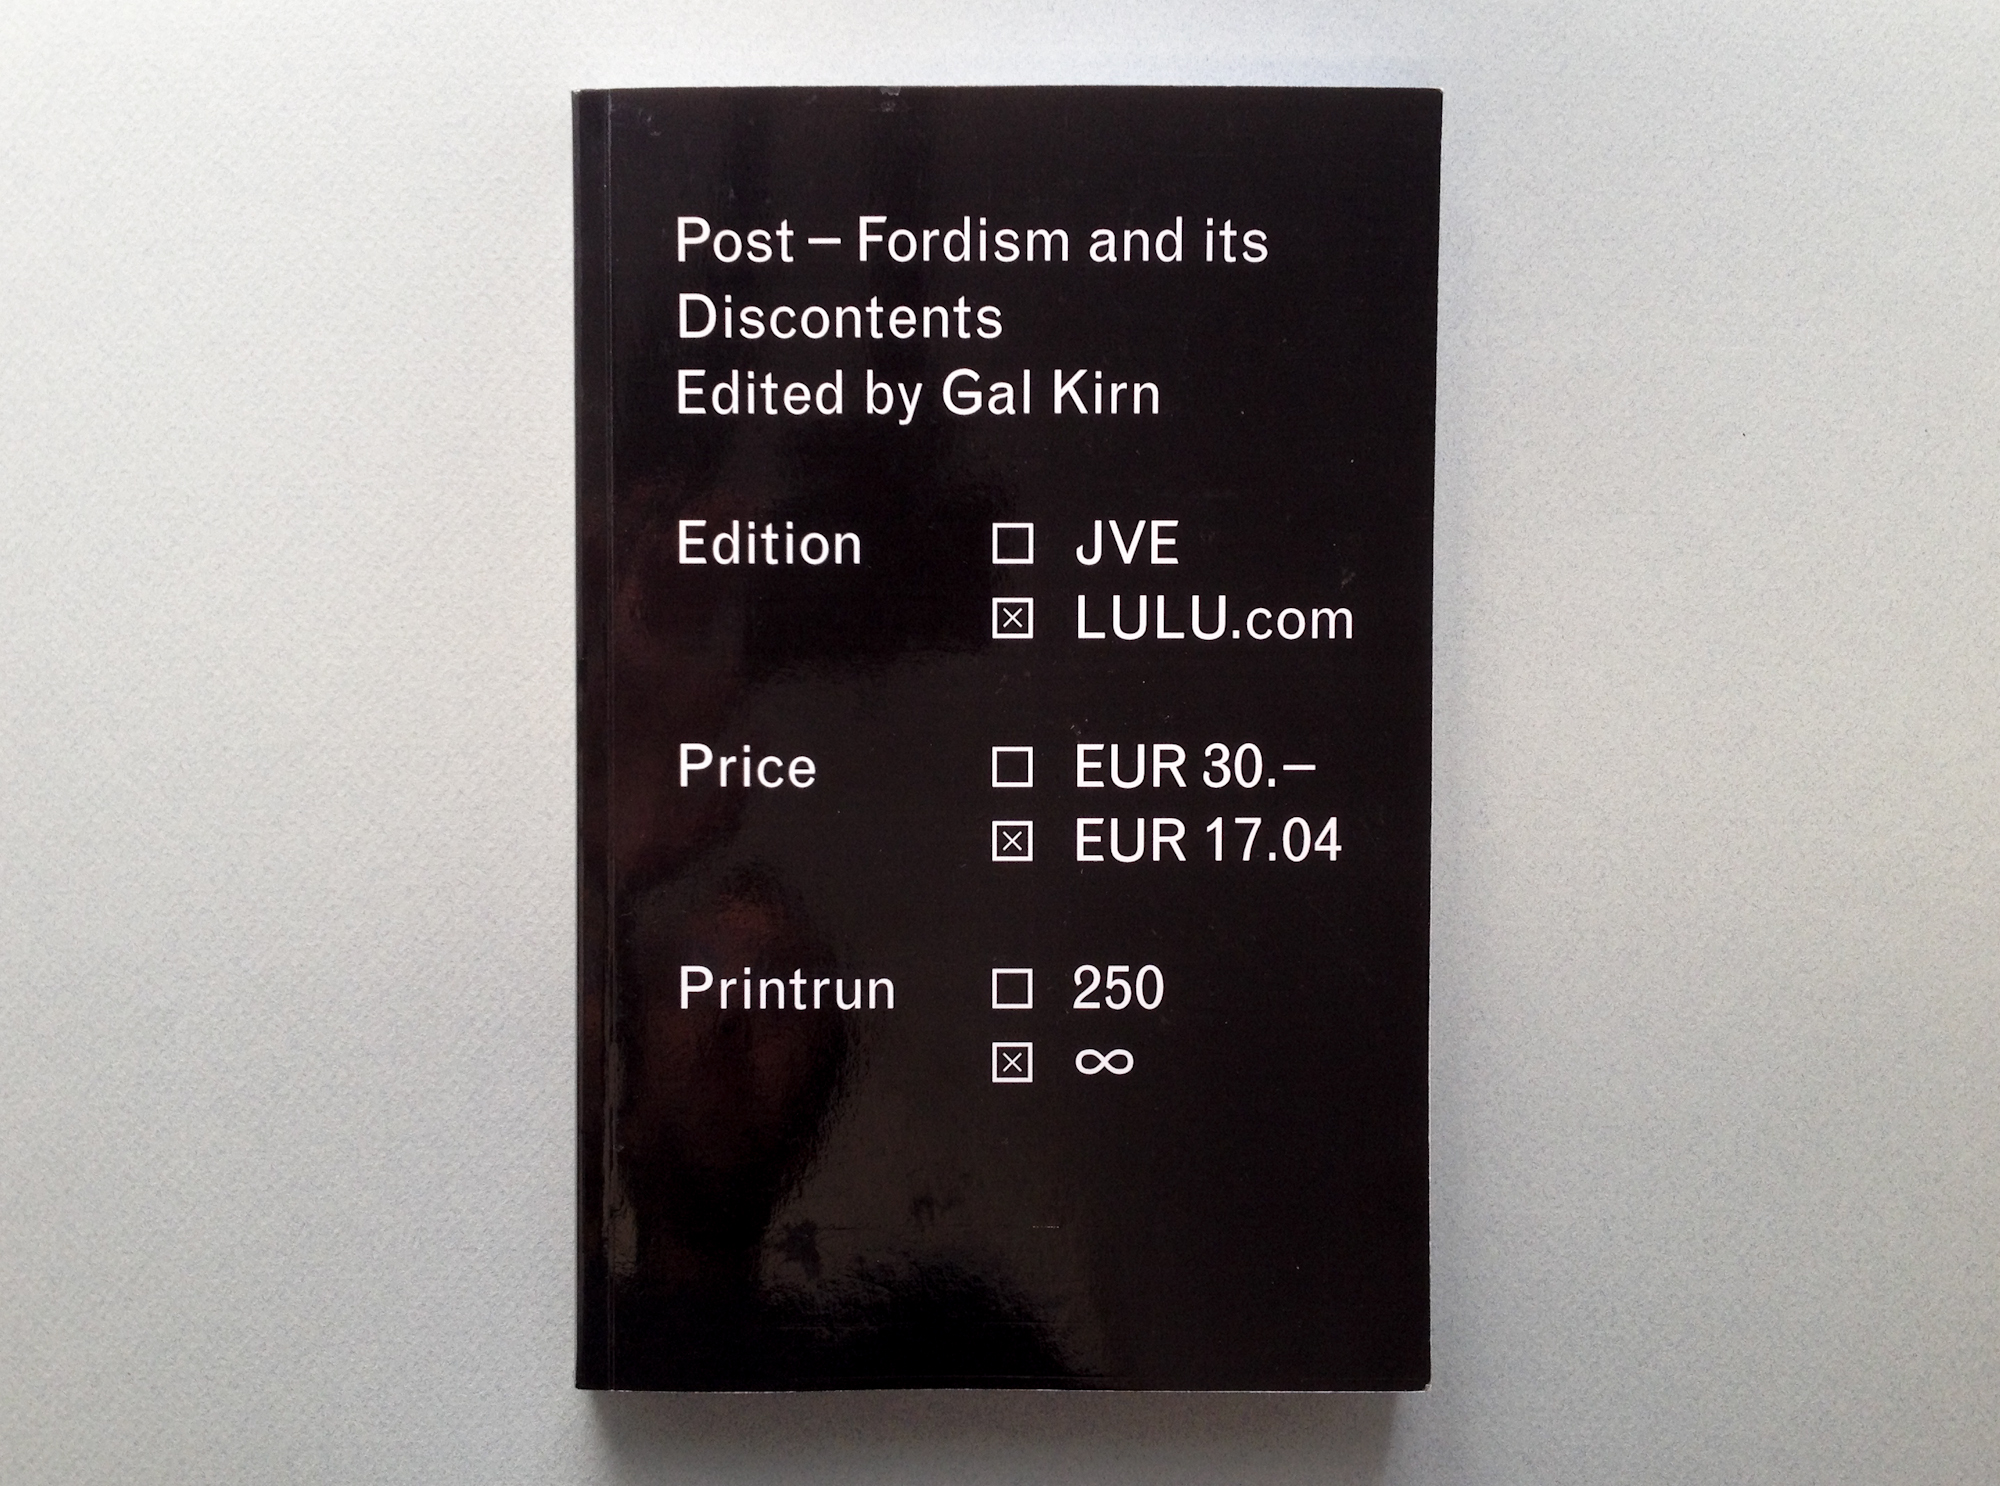 Post – Fordism and its
Discontents
Edited by Gal Kirn
Edition ☐ JVE
☒ LULU.com
Price ☐ EUR 30.–
☒ EUR 17.04
Printrun ☐ 250
☒ ∞